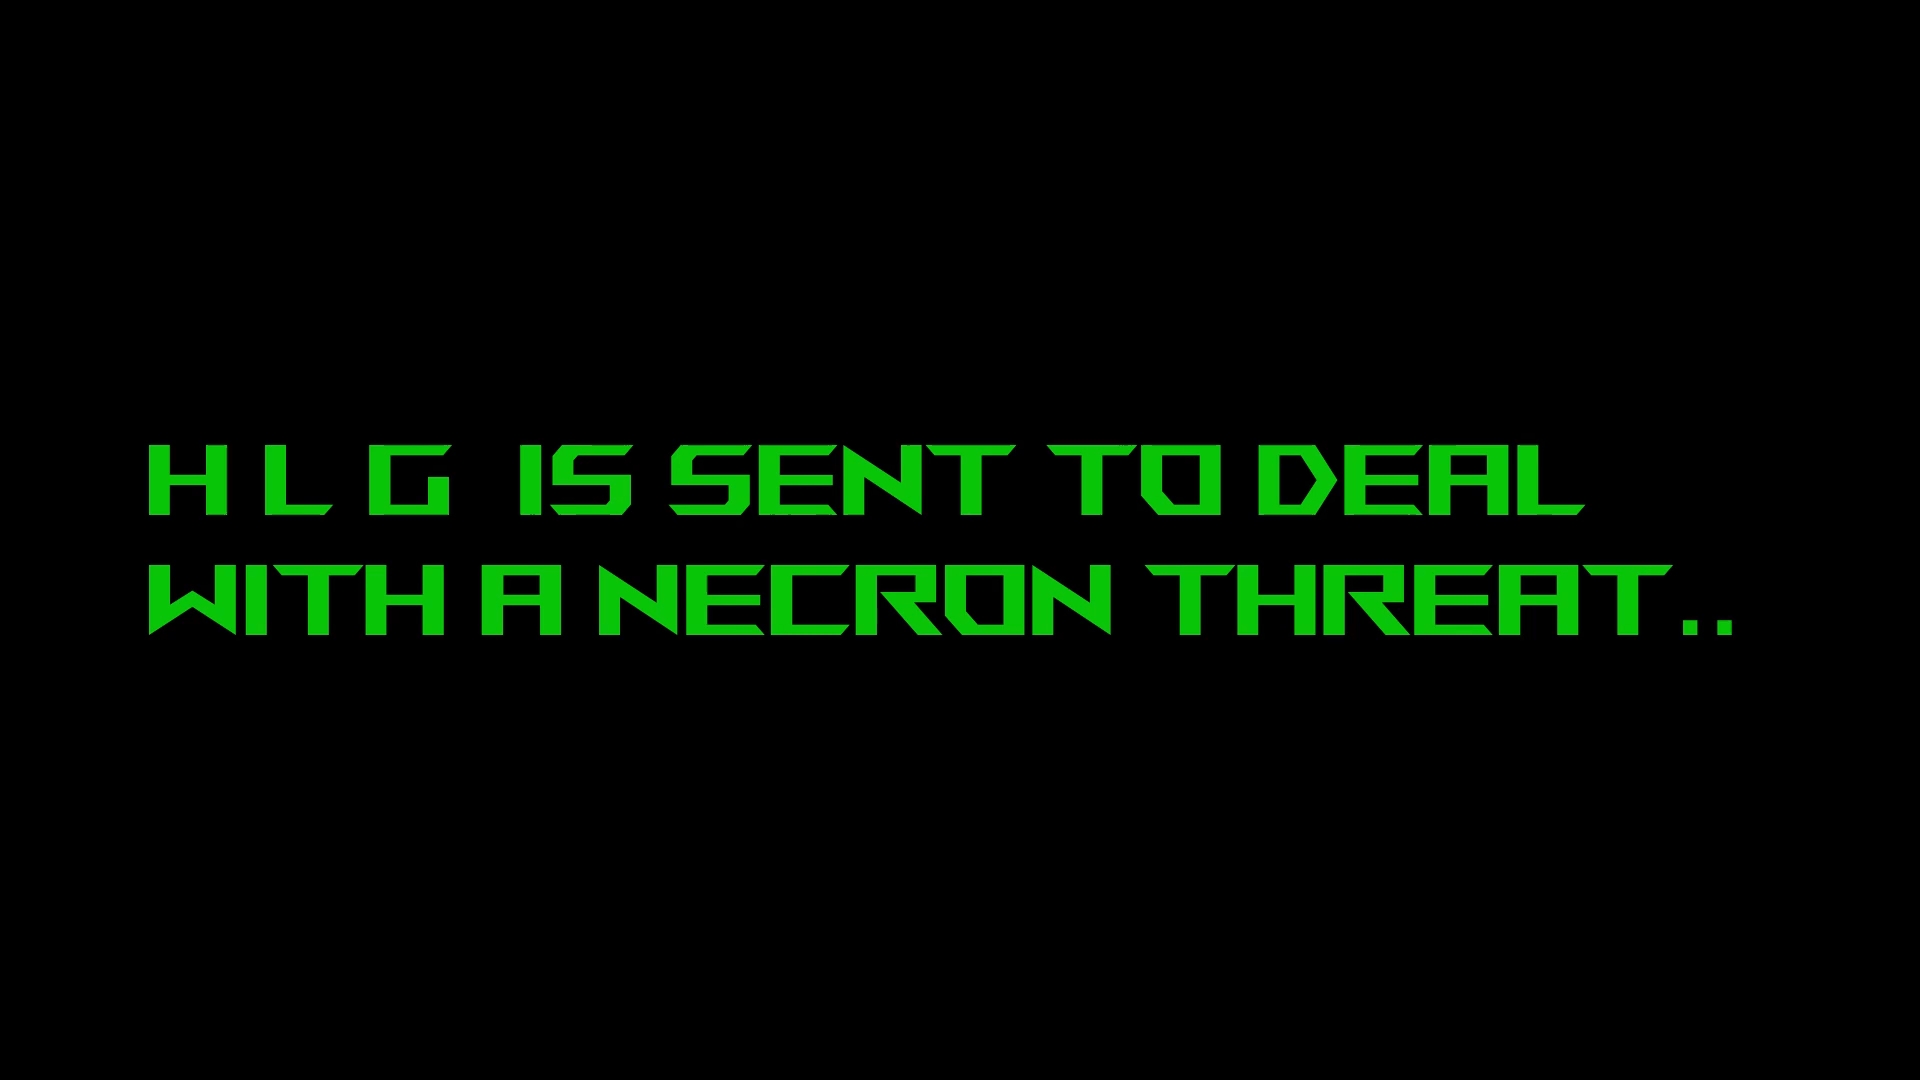 H L G IS SENT TO DEAL
WITH A NECRON THREAT..